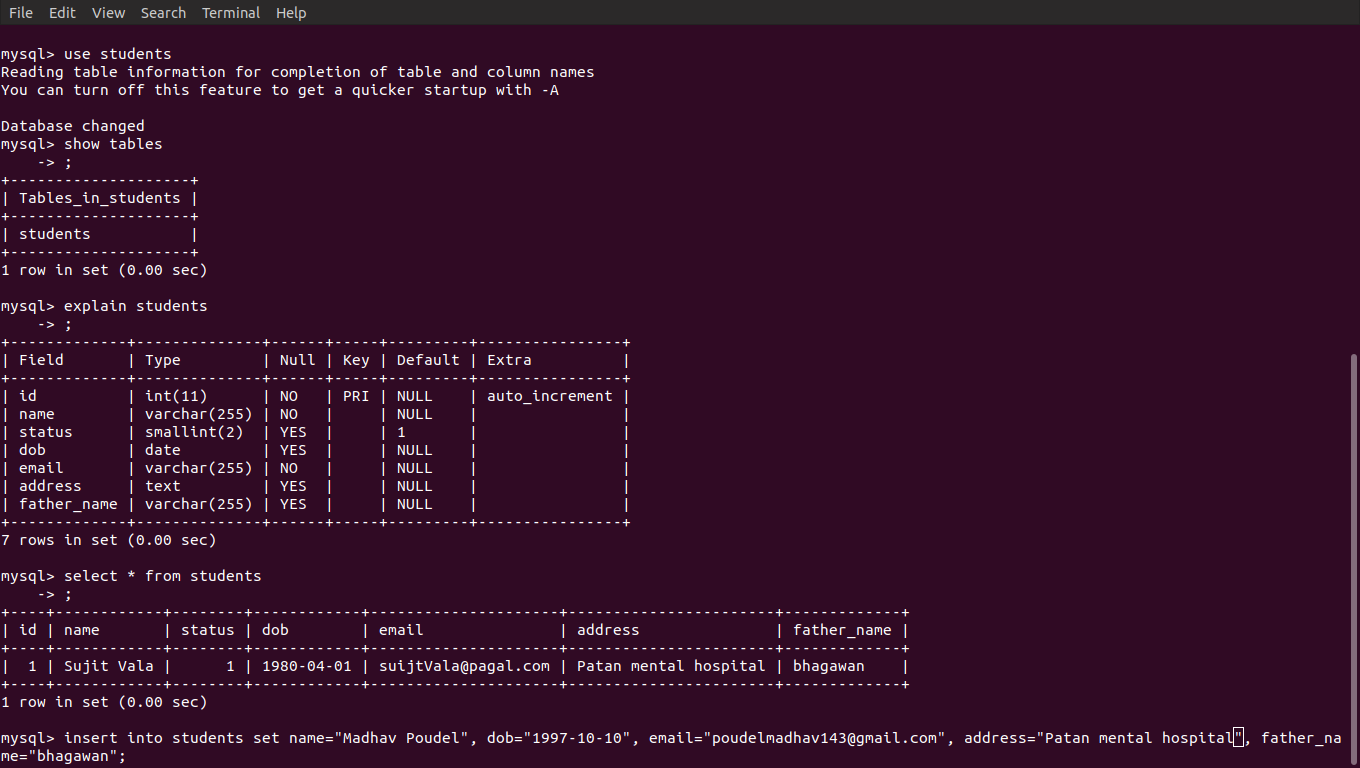 File Edit View Search Terminal Help
mysql> use students
Reading table information for completion of table and column names
You can turn off this feature to get a quicker startup with -A
Database changed
mysql> show tables
    -> ;
+--------------------+
| Tables_in_students |
+--------------------+
| students           |
+--------------------+
1 row in set (0.00 sec)
mysql> explain students
    -> ;
+-------------+--------------+------+-----+---------+----------------+
| Field       | Type         | Null | Key | Default | Extra          |
+-------------+--------------+------+-----+---------+----------------+
| id          | int(11)      | NO   | PRI | NULL    | auto_increment |
| name        | varchar(255) | NO   |     | NULL    |                |
| status      | smallint(2)  | YES  |     | 1       |                |
| dob         | date         | YES  |     | NULL    |                |
| email       | varchar(255) | NO   |     | NULL    |                |
| address     | text         | YES  |     | NULL    |                |
| father_name | varchar(255) | YES  |     | NULL    |                |
+-------------+--------------+------+-----+---------+----------------+
7 rows in set (0.00 sec)
mysql> select * from students
    -> ;
+----+------------+--------+------------+---------------------+-----------------------+-------------+
| id | name       | status | dob        | email               | address               | father_name |
+----+------------+--------+------------+---------------------+-----------------------+-------------+
|  1 | Sujit Vala |      1 | 1980-04-01 | suijtVala@pagal.com | Patan mental hospital | bhagawan    |
+----+------------+--------+------------+---------------------+-----------------------+-------------+
1 row in set (0.00 sec)
mysql> insert into students set name="Madhav Poudel", dob="1997-10-10", email="poudelmadhav143@gmail.com", address="Patan mental hospital", father_na
me="bhagawan";